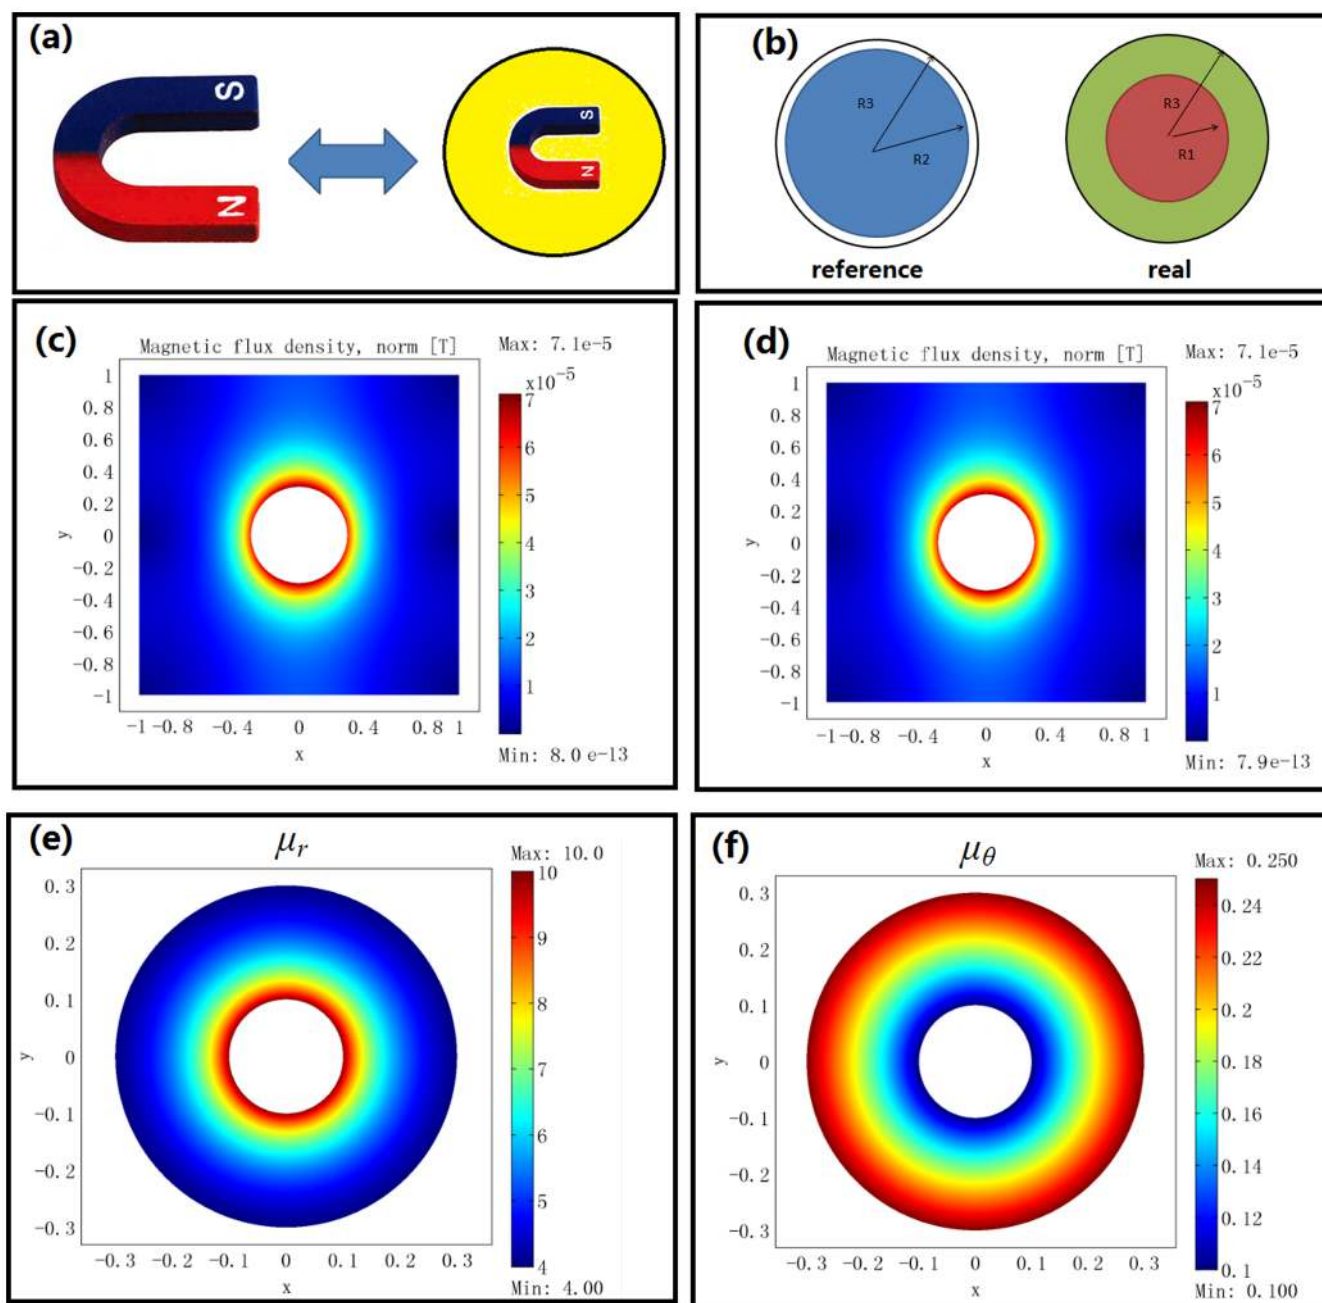 (a)
S
N
S
N
(b)
R3
R2
reference
R3
R1
real
(c)
Magnetic flux density, norm [T]
Max: 7.1e-5
x10-5
7
6
5
4
3
2
1
Min: 8.0 e-13
1
0.8
0.6
0.4
0.2
0
-0.2
-0.4
-0.6
-0.8
-1
y
-1 -0.8 -0.4 0 0.4 0.8 1
x
(d)
Magnetic flux density, norm [T]
Max: 7.1e-5
x10-5
7
6
5
4
3
2
1
Min: 7.9e-13
1
0.8
0.6
0.4
0.2
0
-0.2
-0.4
-0.6
-0.8
-1
y
-1 -0.8 -0.4 0 0.4 0.8 1
x
(e)
μr
Max: 10.0
10
9
8
7
6
5
4
Min: 4.00
0.3
0.2
0.1
0
-0.1
-0.2
-0.3
y
-0.3 -0.2 -0.1 0 0.1 0.2 0.3
x
(f)
μθ
Max: 0.250
0.24
0.22
0.2
0.18
0.16
0.14
0.12
0.1
Min: 0.100
0.3
0.2
0.1
0
-0.1
-0.2
-0.3
y
-0.3 -0.2 -0.1 0 0.1 0.2 0.3
x